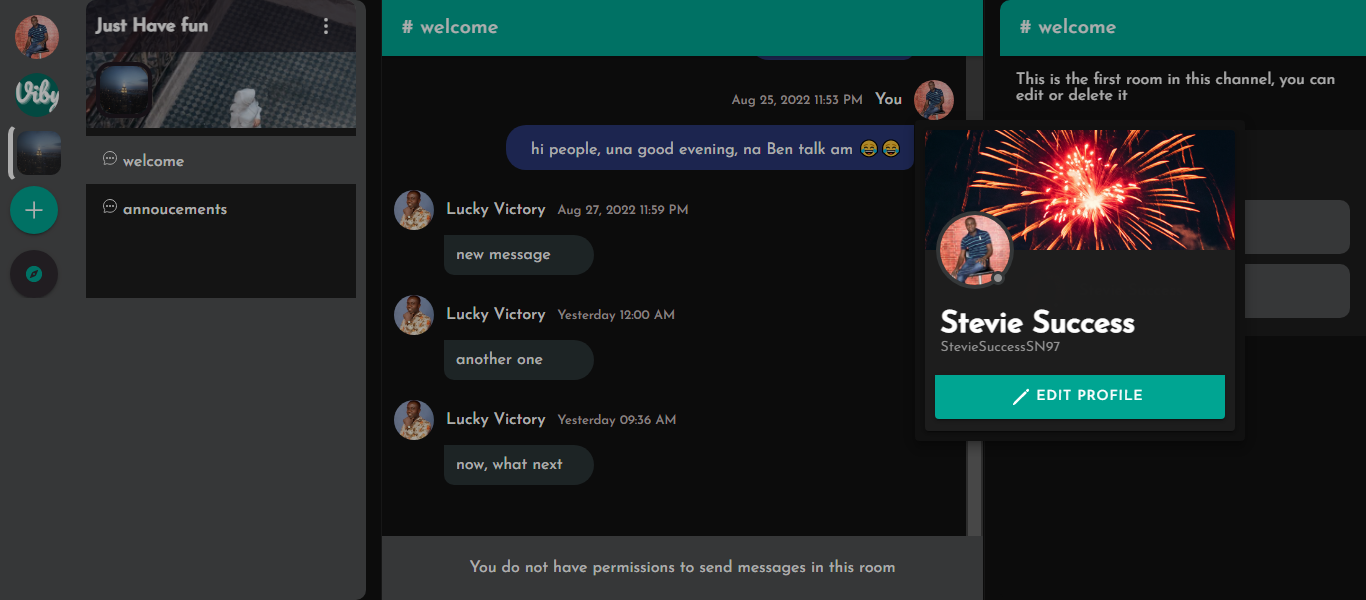 Just Have fun
Viby
welcome
annoucements
# welcome
Aug 25, 2022 11:53 PM You
hi people, una good evening, na Ben talk am 😂 😂
Lucky Victory Aug 27, 2022 11:59 PM
new message
Lucky Victory Yesterday 12:00 AM
another one
Lucky Victory Yesterday 09:36 AM
now, what next
You do not have permissions to send messages in this room
# welcome
This is the first room in this channel, you can
edit or delete it
Stevie Success
StevieSuccessSN97
EDIT PROFILE